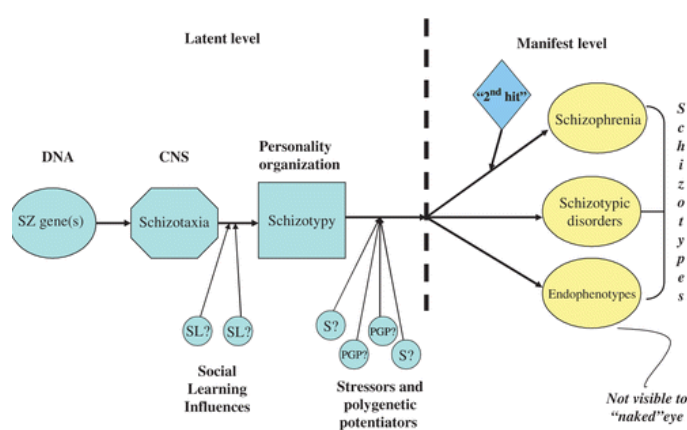 Latent level
Manifest level
"2nd hit"
Schizophrenia
Personality
organization
DNA
CNS
SZ gene(s)
Schizotaxia
Schizotypy
Schizotypic
disorders
Endophenotypes
Schizotypes
SL?
SL?
S?
PGP?
PGP?
S?
Social
Learning
Influences
Stressors and
polygenetic
potentiators
Not visible to
"naked"eye